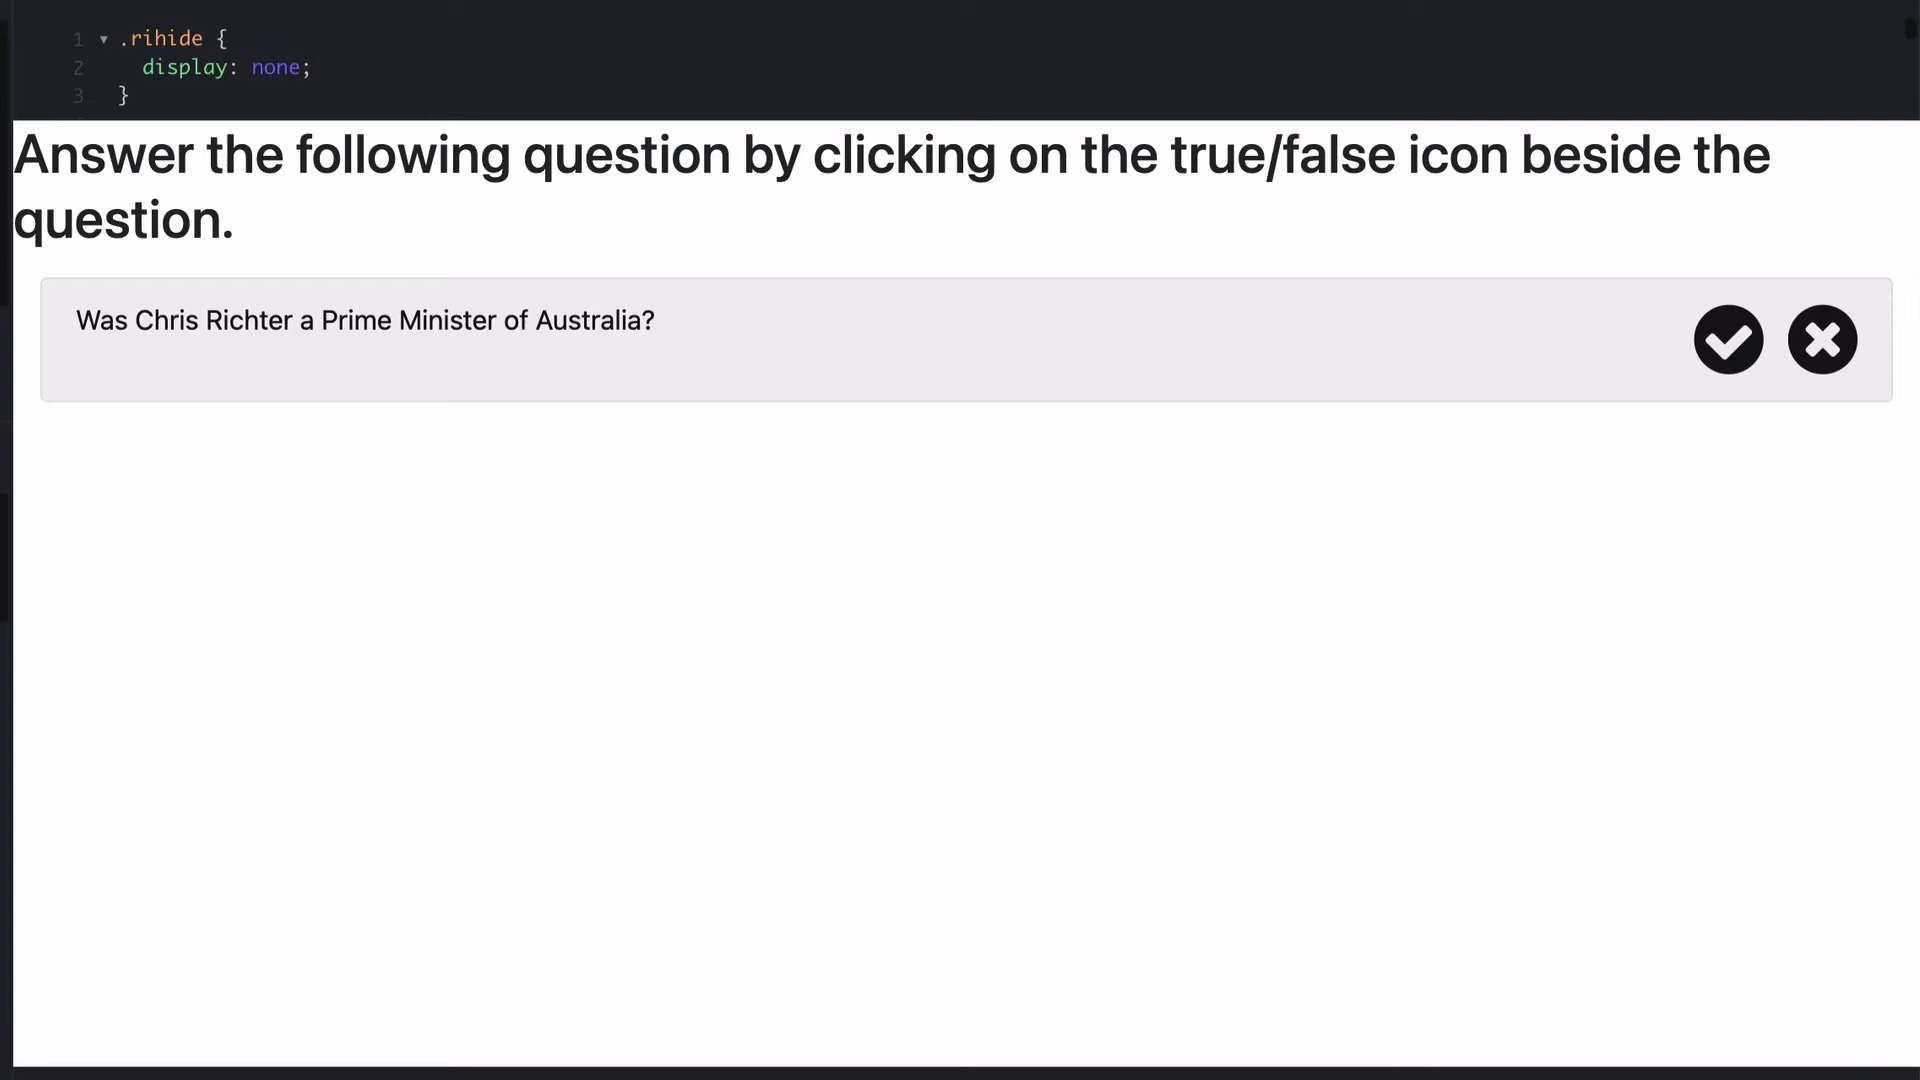 1 ▾ .rihide {
2 display: none;
3 }
Answer the following question by clicking on the true/false icon beside the
question.
Was Chris Richter a Prime Minister of Australia?